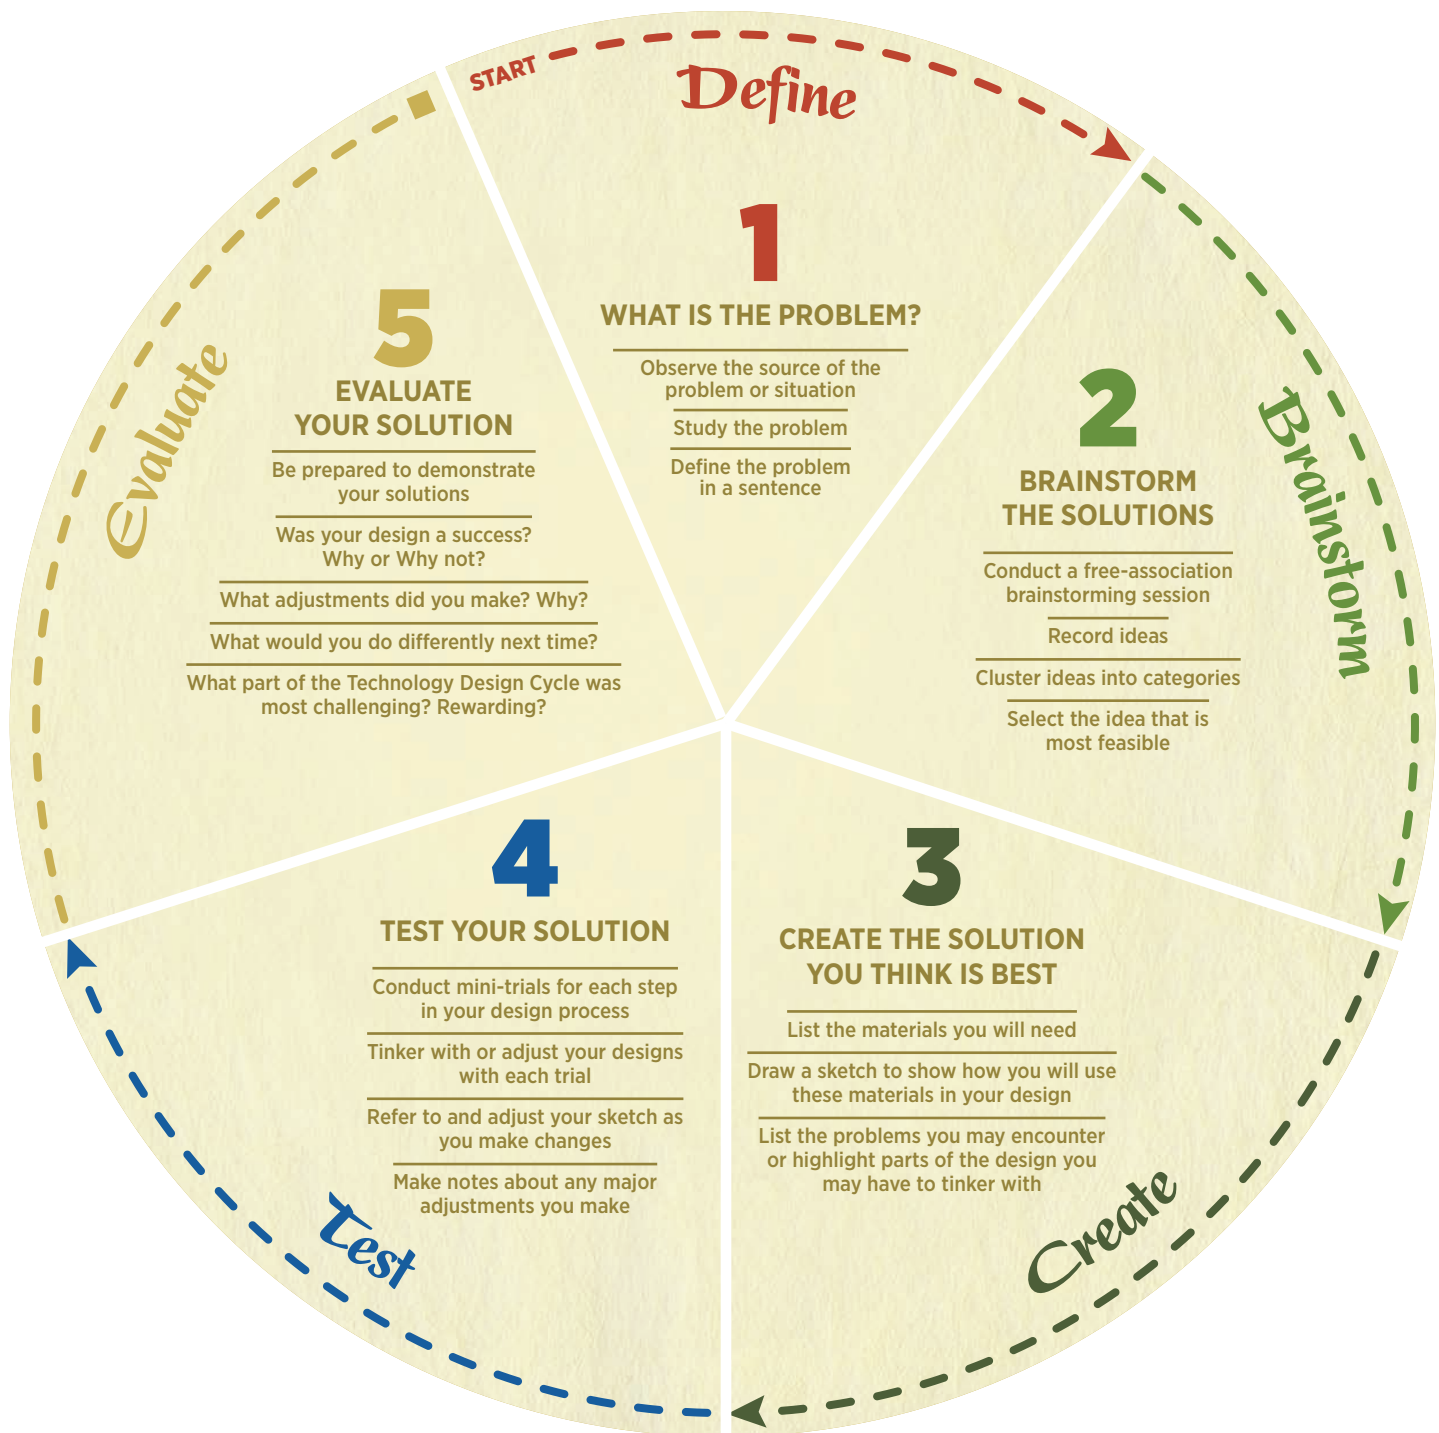 START
Define
1
WHAT IS THE PROBLEM?
Observe the source of the
problem or situation
Study the problem
Define the problem
in a sentence
Brainstorm
2
BRAINSTORM
THE SOLUTIONS
Conduct a free-association
brainstorming session
Record ideas
Cluster ideas into categories
Select the idea that is
most feasible
3
CREATE THE SOLUTION
YOU THINK IS BEST
List the materials you will need
Draw a sketch to show how you will use
these materials in your design
List the problems you may encounter
or highlight parts of the design you
may have to tinker with
Create
4
TEST YOUR SOLUTION
Conduct mini-trials for each step
in your design process
Tinker with or adjust your designs
with each trial
Refer to and adjust your sketch as
you make changes
Make notes about any major
adjustments you make
Test
Evaluate
5
EVALUATE
YOUR SOLUTION
Be prepared to demonstrate
your solutions
Was your design a success?
Why or Why not?
What adjustments did you make? Why?
What would you do differently next time?
What part of the Technology Design Cycle was
most challenging? Rewarding?